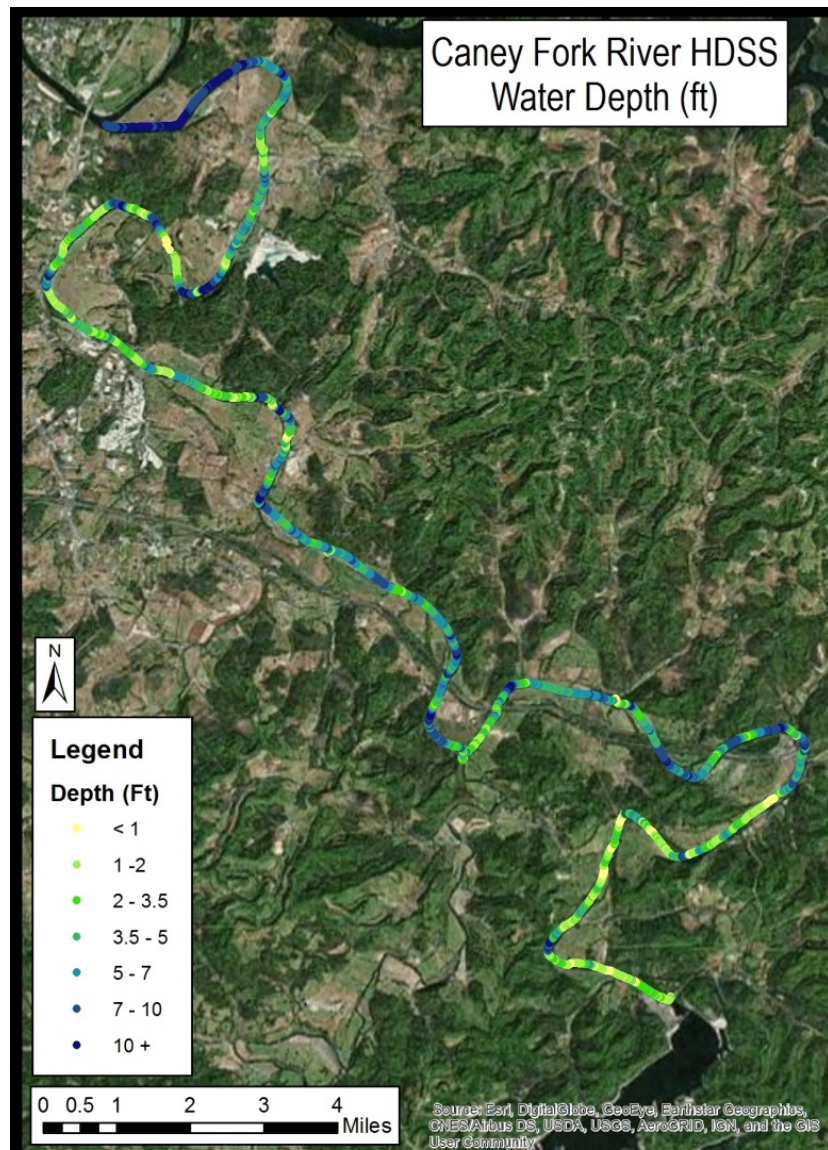 Caney Fork River HDSS
Water Depth (ft)
N
Legend
Depth (Ft)
< 1
1 -2
2 - 3.5
3.5 - 5
5 - 7
7 - 10
10 +
0 0.5 1 2 3 4
Miles
Source: Esri, DigitalGlobe, GeoEye, Earthstar Geographics,
CNES/Airbus DS, USDA, USGS, AeroGRID, IGN, and the GIS
User Community